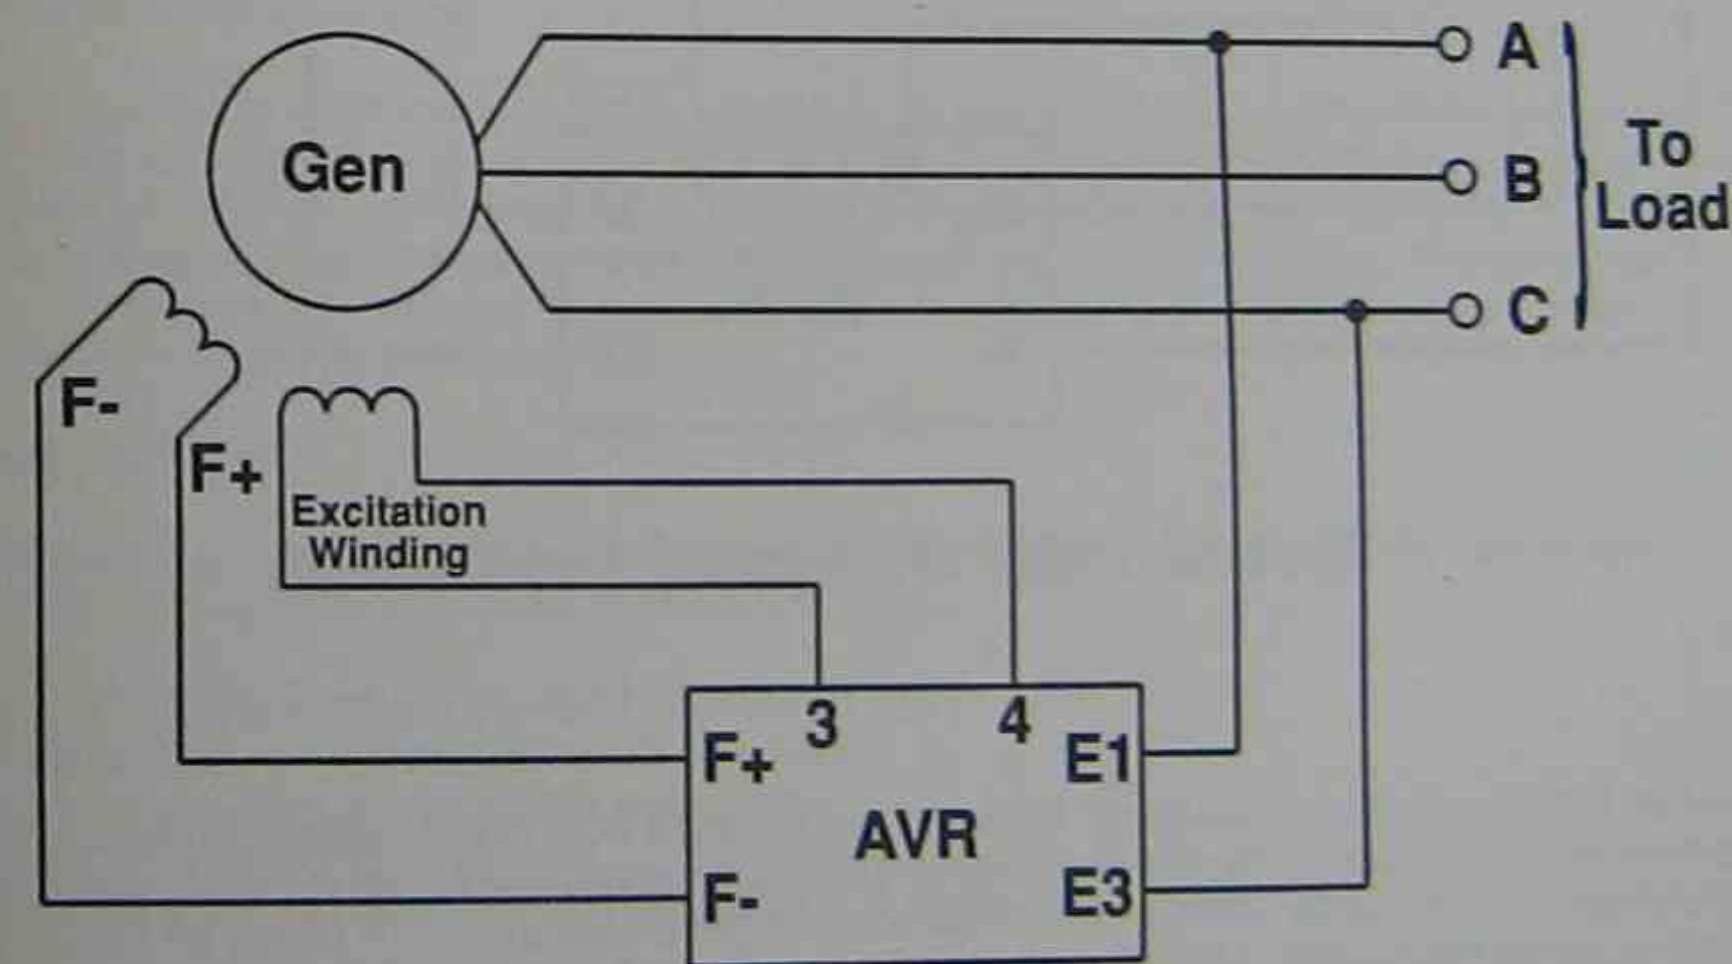 A
Gen
B
To
Load
C
F-
F+
Excitation
Winding
3
4
F+
E1
AVR
F-
E3